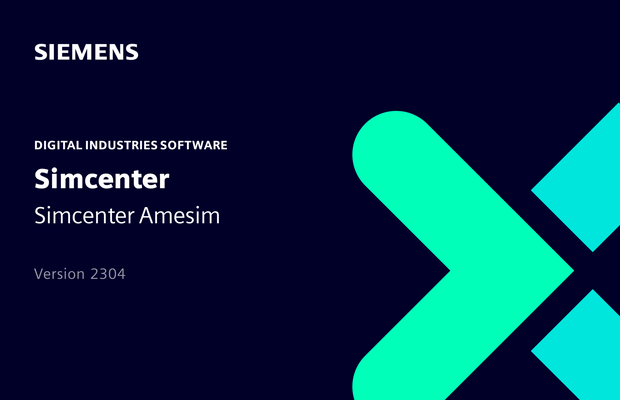 SIEMENS
DIGITAL INDUSTRIES SOFTWARE
Simcenter
Simcenter Amesim
Version 2304